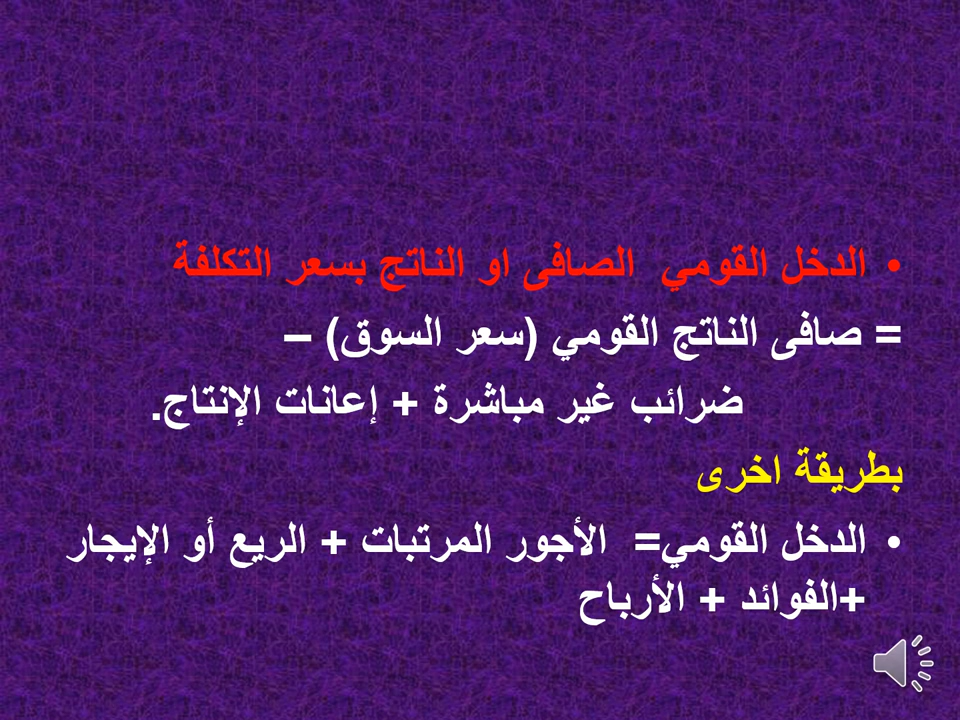 • الدخل القومي الصافى او الناتج بسعر التكلفة
= صافى الناتج القومي (سعر السوق) –
ضرائب غير مباشرة + إعانات الإنتاج.
بطريقة اخرى
• الدخل القومي= الأجور المرتبات + الريع أو الإيجار
+الفوائد + الأرباح